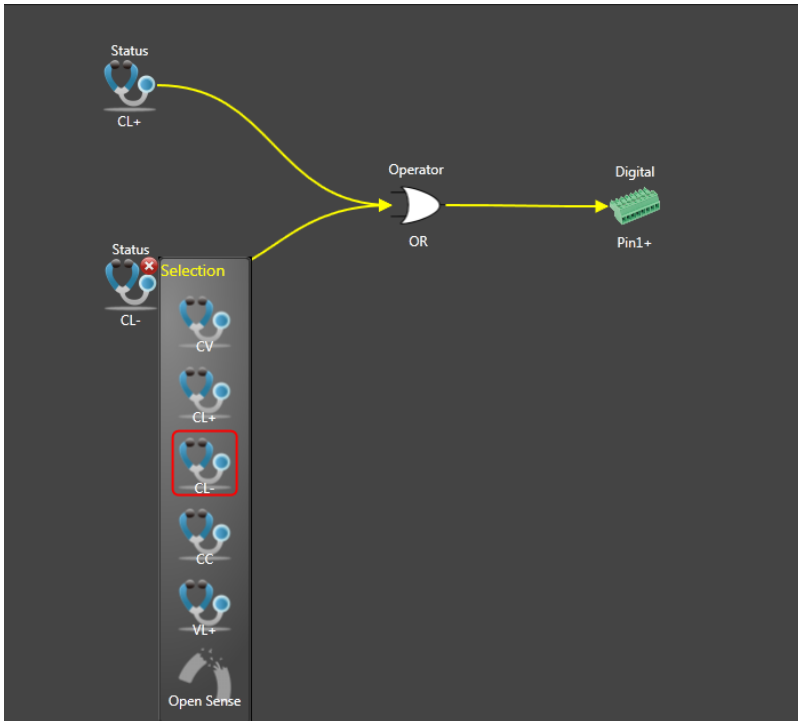 Status
CL+
Operator
OR
Digital
Pin1+
Status
CL-
Selection
CV
CL+
CL-
CC
VL+
Open Sense